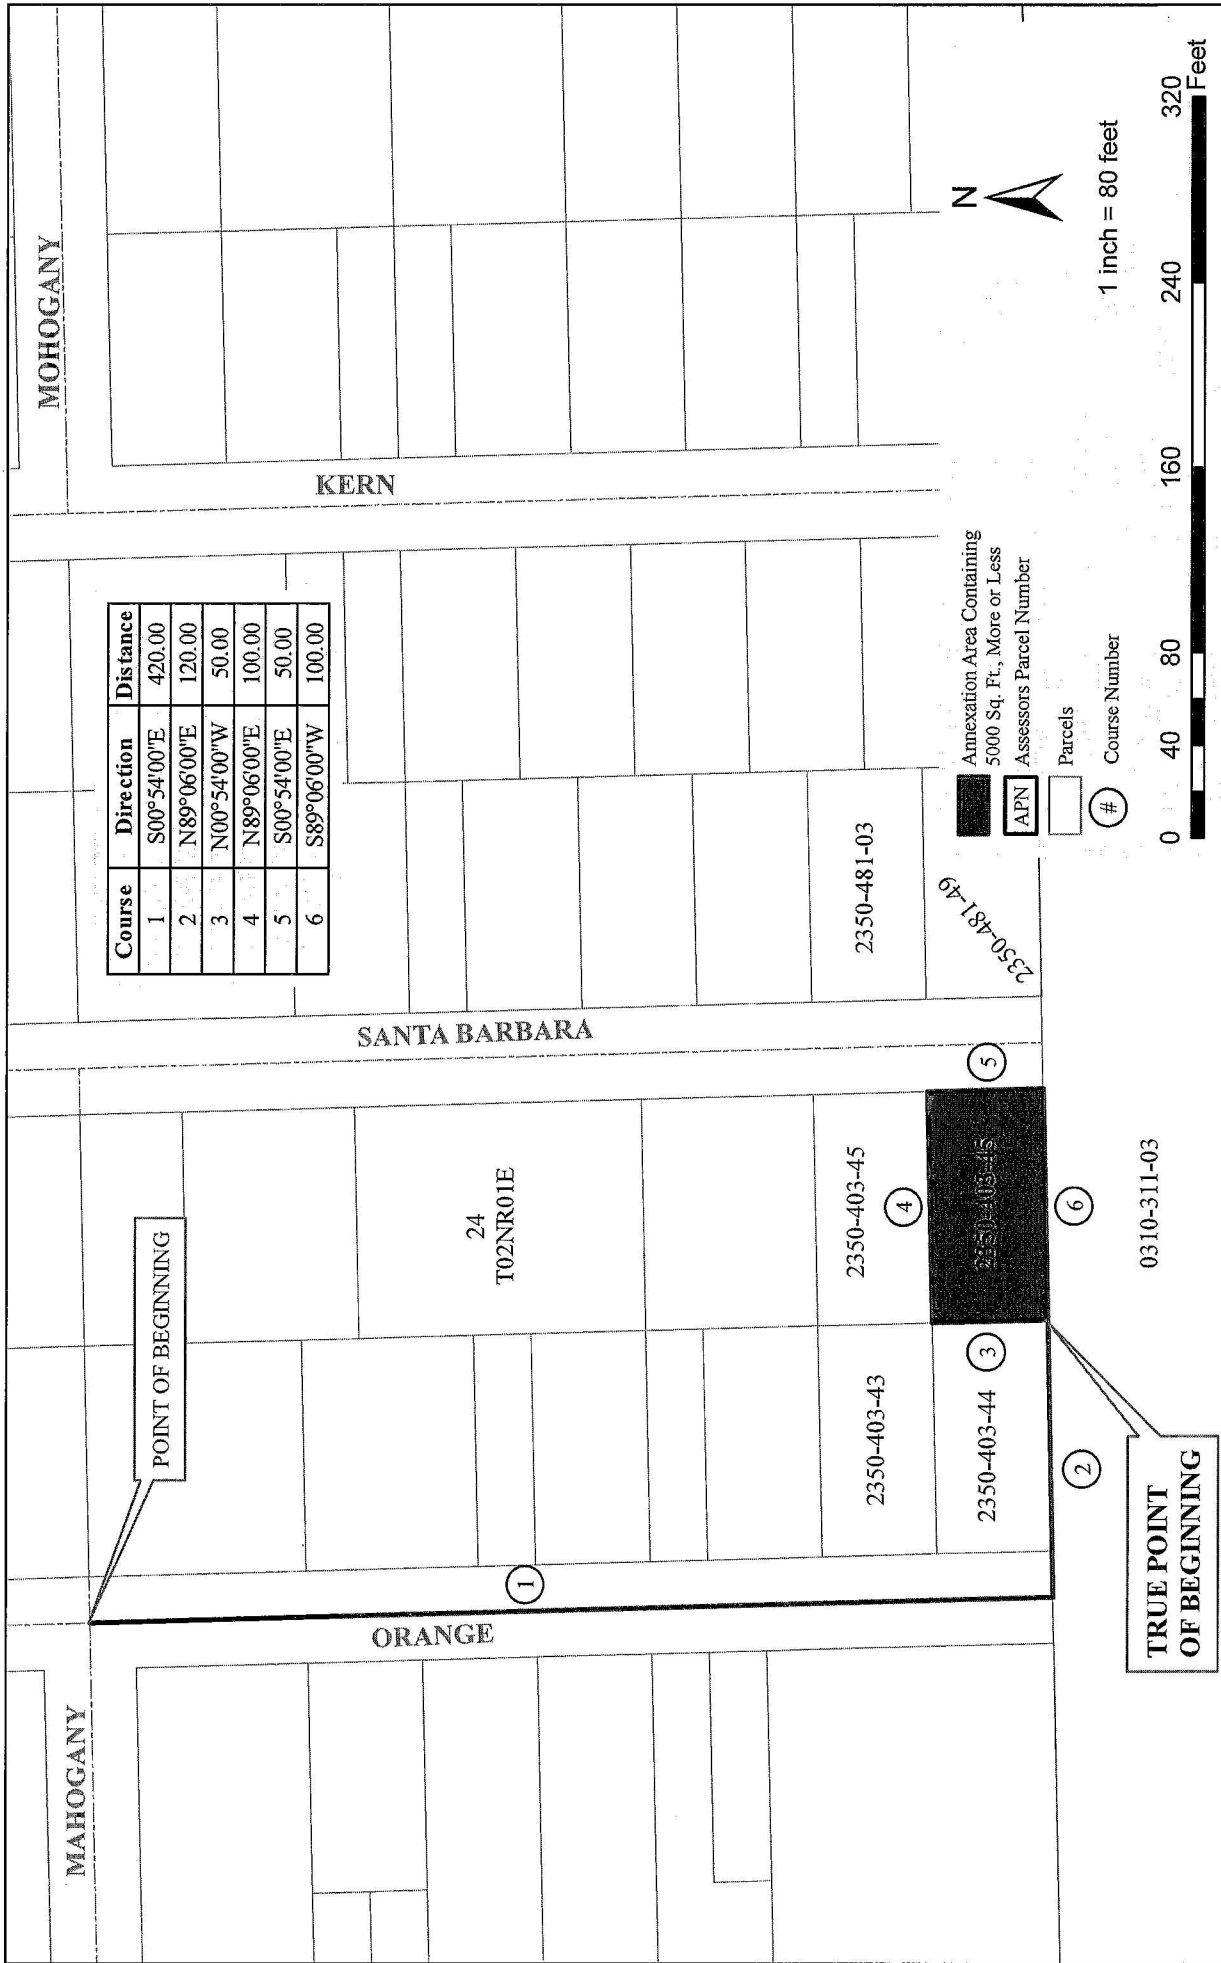 MAHOGANY
MOHOGANY
POINT OF BEGINNING
Course Direction Distance
1 S00°54'00"E 420.00
2 N89°06'00"E 120.00
3 N00°54'00"W 50.00
4 N89°06'00"E 100.00
5 S00°54'00"E 50.00
6 S89°06'00"W 100.00
ORANGE
SANTA BARBARA
KERN
1
24
T02NR01E
2350-403-43
2350-403-45
2350-481-03
4
2350-403-44
3
2350-403-45
5
2350-481-49
2
6
0310-311-03
TRUE POINT
OF BEGINNING
N
Annexation Area Containing
5000 Sq. Ft., More or Less
APN Assessors Parcel Number
Parcels
# Course Number
1 inch = 80 feet
0 40 80 160 240 320
Feet